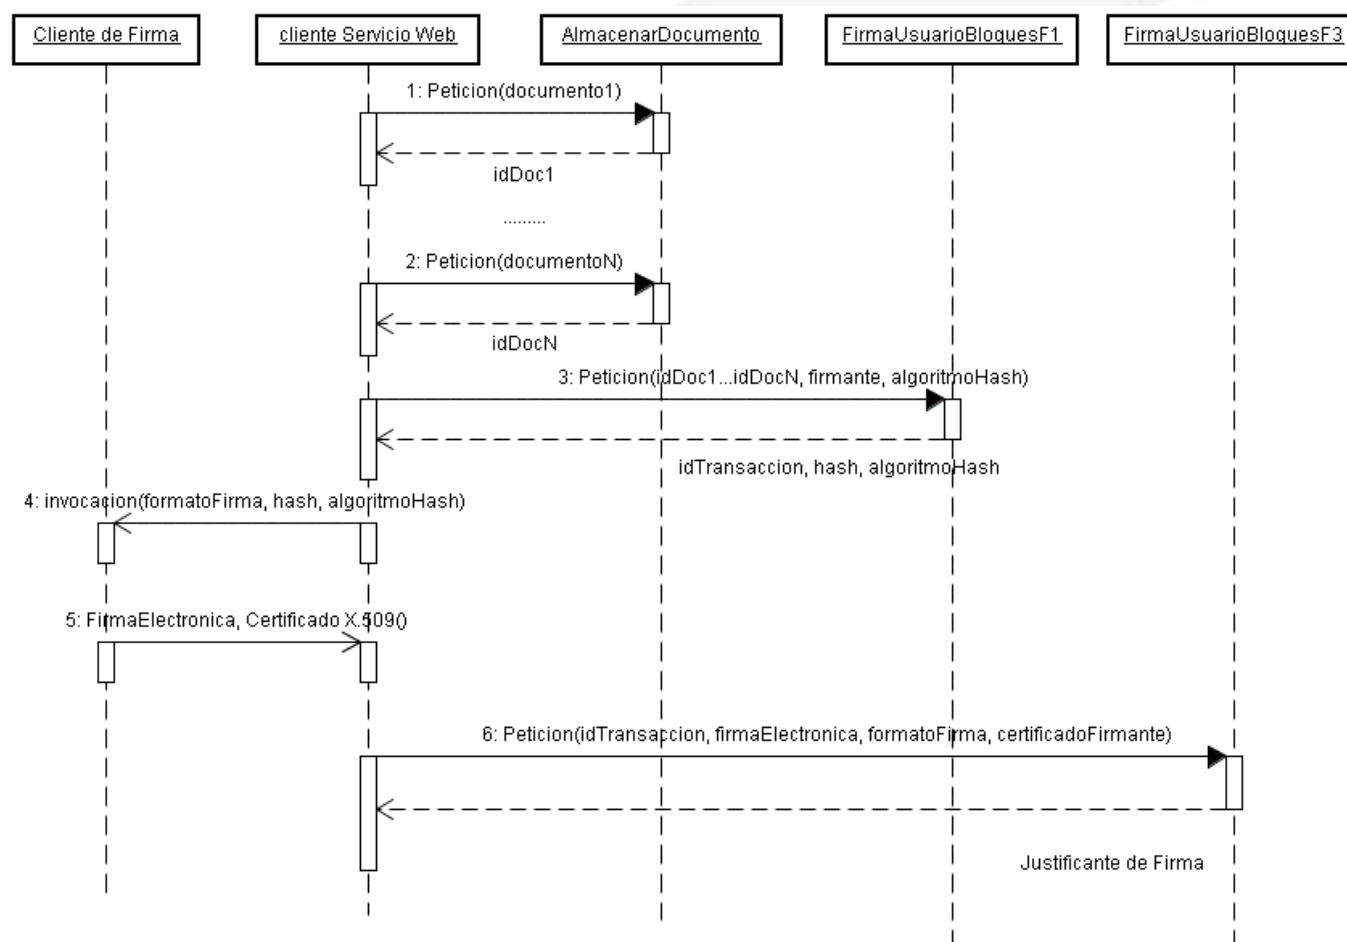 Cliente de Firma
cliente Servicio Web
AlmacenarDocumento
FirmaUsuarioBloquesF1
FirmaUsuarioBloquesF3
1: Peticion(documento1)
idDoc1
.........
2: Peticion(documentoN)
idDocN
3: Peticion(idDoc1...idDocN, firmante, algoritmoHash)
idTransaccion, hash, algoritmoHash
4: invocacion(formatoFirma, hash, algoritmoHash)
5: FirmaElectronica, Certificado X.509()
6: Peticion(idTransaccion, firmaElectronica, formatoFirma, certificadoFirmante)
Justificante de Firma